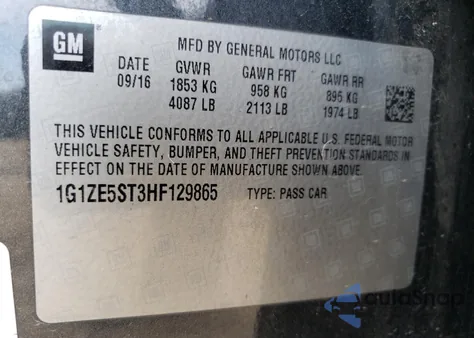 GM
MFD BY GENERAL MOTORS LLC
DATE GVWR GAWR FRT GAWR RR
09/16 1853 KG 958 KG 895 KG
4087 LB 2113 LB 1974 LB
THIS VEHICLE CONFORMS TO ALL APPLICABLE U.S. FEDERAL MOTOR
VEHICLE SAFETY, BUMPER, AND THEFT PREVENTION STANDARDS IN
EFFECT ON THE DATE OF MANUFACTURE SHOWN ABOVE.
1G1ZE5ST3HF129865 TYPE: PASS CAR